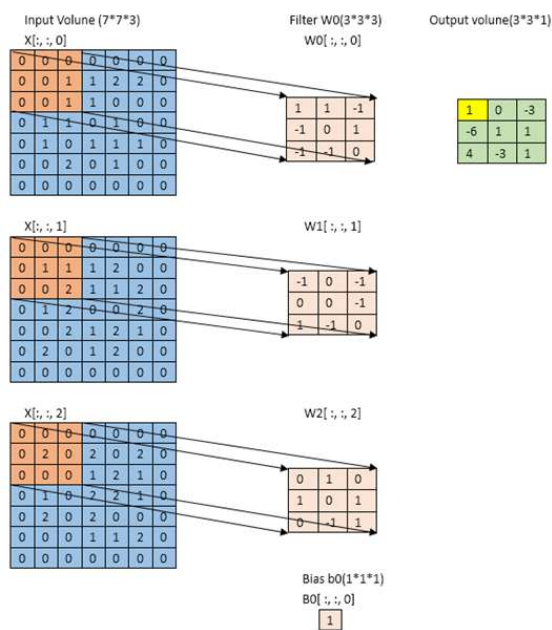 Input Volune (7*7*3)
X[:, :, 0]
0 0 0 0 0 0 0
0 0 1 1 2 2 0
0 0 1 1 0 0 0
0 1 1 0 1 0 0
0 1 0 1 1 1 0
0 0 2 0 1 0 0
0 0 0 0 0 0 0
Filter W0(3*3*3)
W0[ :, :, 0]
1 1 -1
-1 0 1
-1 -1 0
Output volume(3*3*1)
1 0 -3
-6 1 1
4 -3 1
X[:, :, 1]
0 0 0 0 0 0 0
0 1 1 1 2 0 0
0 0 2 1 1 2 0
0 1 2 0 0 2 0
0 0 2 1 2 1 0
0 2 0 1 2 0 0
0 0 0 0 0 0 0
W1[ :, :, 1]
-1 0 -1
0 0 -1
1 -1 0
X[:, :, 2]
0 0 0 0 0 0 0
0 2 0 2 0 2 0
0 0 0 1 2 1 0
0 1 0 2 2 1 0
0 2 0 2 0 0 0
0 0 0 1 1 2 0
0 0 0 0 0 0 0
W2[ :, :, 2]
0 1 0
1 0 1
0 -1 1
Bias b0(1*1*1)
B0[ :, :, 0]
1